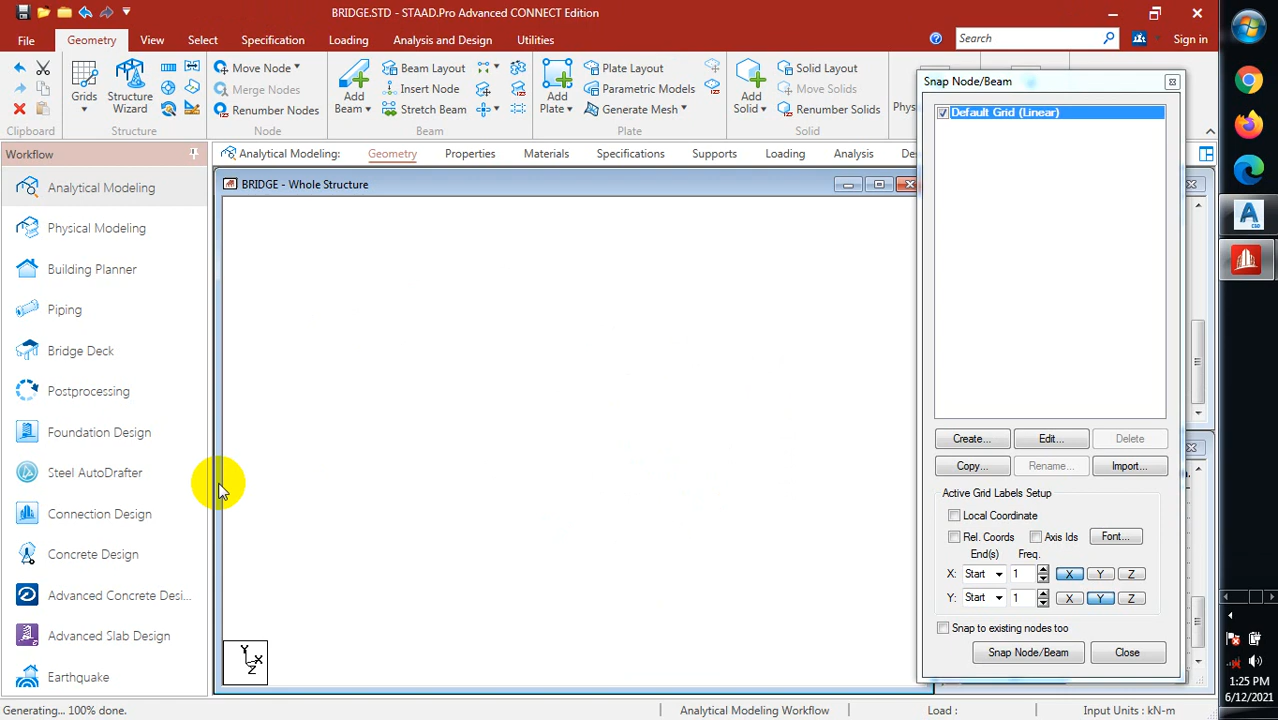 BRIDGE.STD - STAAD.Pro Advanced CONNECT Edition
File
Geometry
View
Select
Specification
Loading
Analysis and Design
Utilities
Search
Sign in
Grids
Structure
Wizard
Structure
Clipboard
Move Node
Merge Nodes
Renumber Nodes
Node
Add
Beam
Beam Layout
Insert Node
Stretch Beam
Beam
Add
Plate
Plate Layout
Parametric Models
Generate Mesh
Plate
Add
Solid
Solid Layout
Move Solids
Renumber Solids
Solid
Phys
Workflow
Analytical Modeling:
Geometry
Properties
Materials
Specifications
Supports
Loading
Analysis
De
Analytical Modeling
Physical Modeling
Building Planner
Piping
Bridge Deck
Postprocessing
Foundation Design
Steel AutoDrafter
Connection Design
Concrete Design
Advanced Concrete Desi...
Advanced Slab Design
Earthquake
BRIDGE - Whole Structure
Y
X
Z
Snap Node/Beam
Default Grid (Linear)
Create...
Edit...
Delete
Copy...
Rename...
Import...
Active Grid Labels Setup
Local Coordinate
Rel. Coords
Axis Ids
Font...
End(s)
Freq.
X: Start 1 X Y Z
Y: Start 1 X Y Z
Snap to existing nodes too
Snap Node/Beam
Close
Generating... 100% done.
Analytical Modeling Workflow
Load :
Input Units : kN-m
1:25 PM
6/12/2021